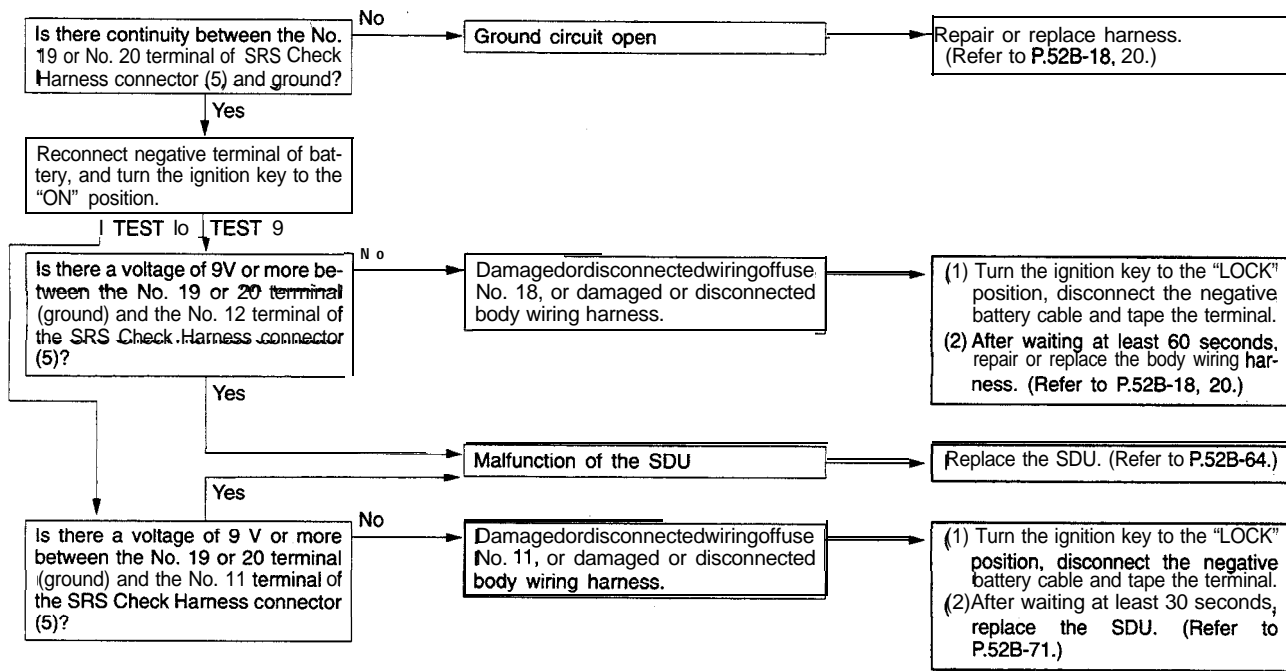 No
Is there continuity between the No.
19 or No. 20 terminal of SRS Check
Harness connector (5) and ground?
Ground circuit open
Repair or replace harness.
(Refer to P.52B-18, 20.)
Yes
Reconnect negative terminal of bat-
tery, and turn the ignition key to the
“ON” position.
I TEST lo
TEST 9
No
Is there a voltage of 9V or more be-
tween the No. 19 or 20 terminal
(ground) and the No. 12 terminal of
the SRS Check Harness connector
(5)?
Damagedordisconnectedwiringoffuse
No. 18, or damaged or disconnected
body wiring harness.
(1) Turn the ignition key to the “LOCK”
position, disconnect the negative
battery cable and tape the terminal.
(2) After waiting at least 60 seconds,
repair or replace the body wiring har-
ness. (Refer to P.52B-18, 20.)
Yes
Malfunction of the SDU
Replace the SDU. (Refer to P.52B-64.)
Yes
No
Is there a voltage of 9 V or more
between the No. 19 or 20 terminal
(ground) and the No. 11 terminal of
the SRS Check Harness connector
(5)?
Damagedordisconnectedwiringoffuse
No. 11, or damaged or disconnected
body wiring harness.
(1) Turn the ignition key to the “LOCK”
position, disconnect the negative
battery cable and tape the terminal.
(2)After waiting at least 30 seconds,
replace the SDU. (Refer to
P.52B-71.)